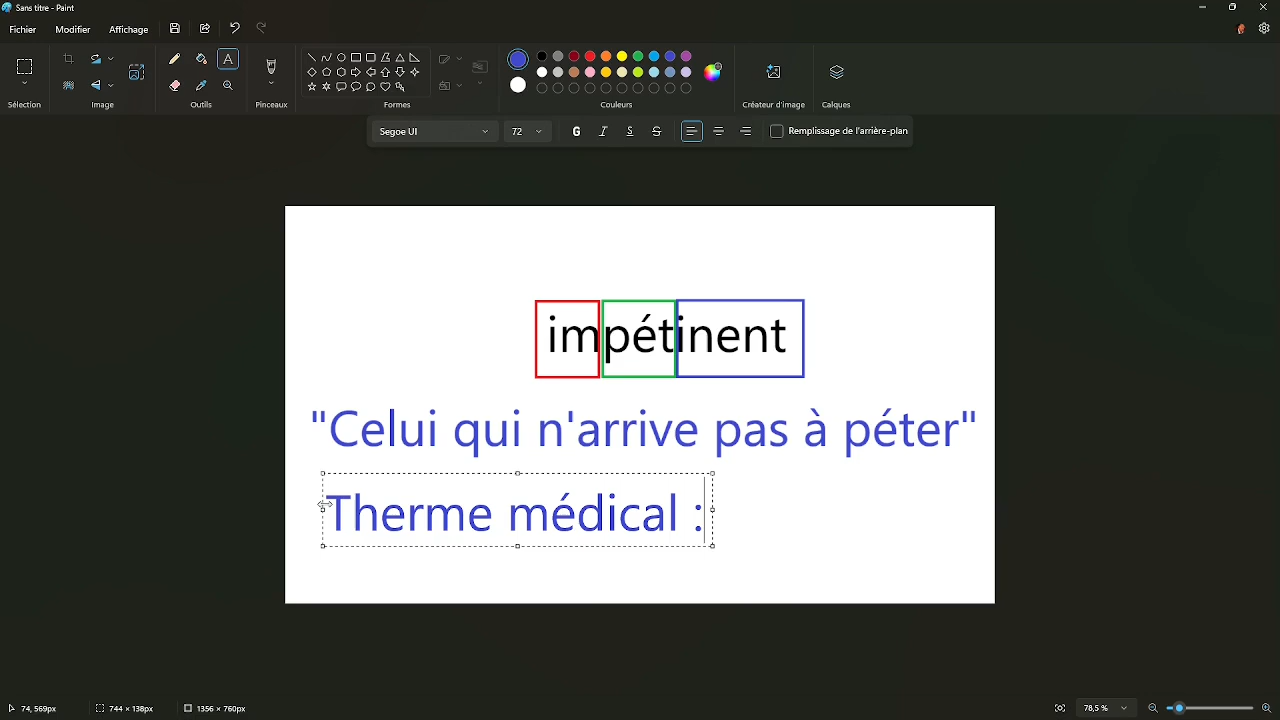 Sans titre - Paint
Fichier Modifier Affichage
Sélection Image Outils Pinceaux Formes Couleurs Créateur d'image Calques
Segoe UI 72 G I S S Remplissage de l'arrière-plan
impétinent
"Celui qui n'arrive pas à péter"
Therme médical :
74, 569px 744 × 138px 1356 × 760px 78,5 %